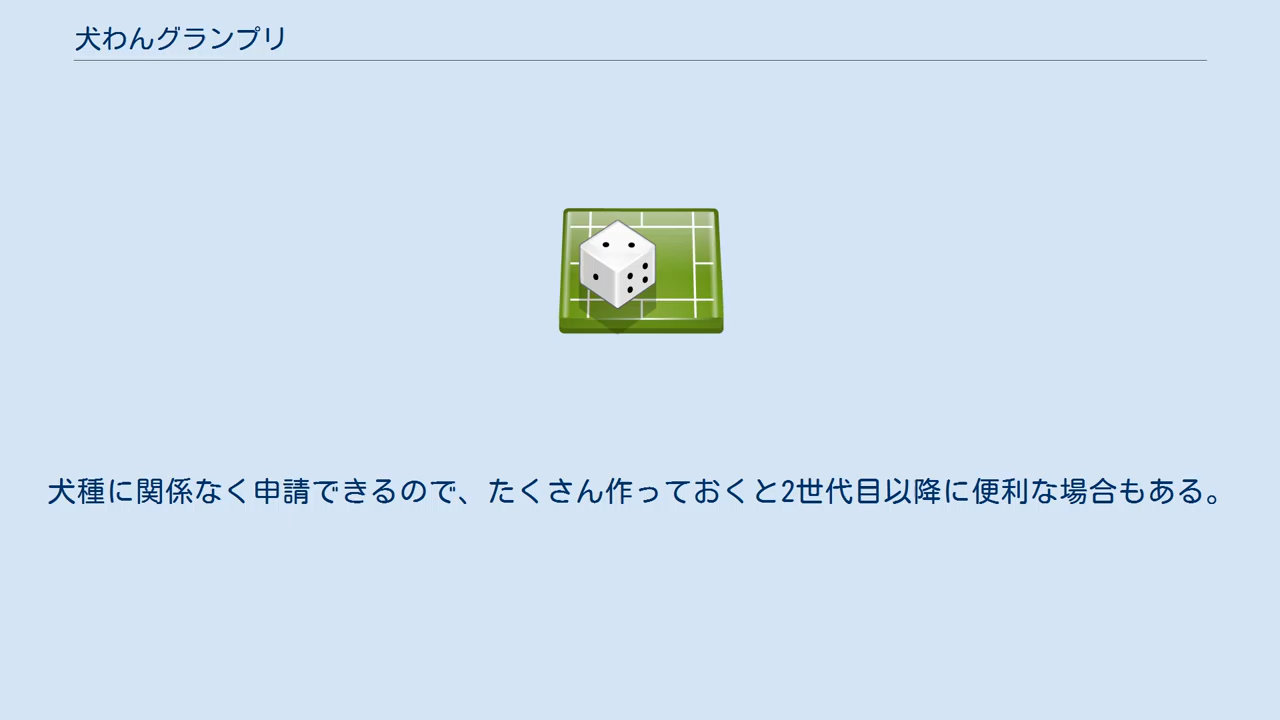 犬わんグランプリ
犬種に関係なく申請できるので、たくさん作っておくと2世代目以降に便利な場合もある。